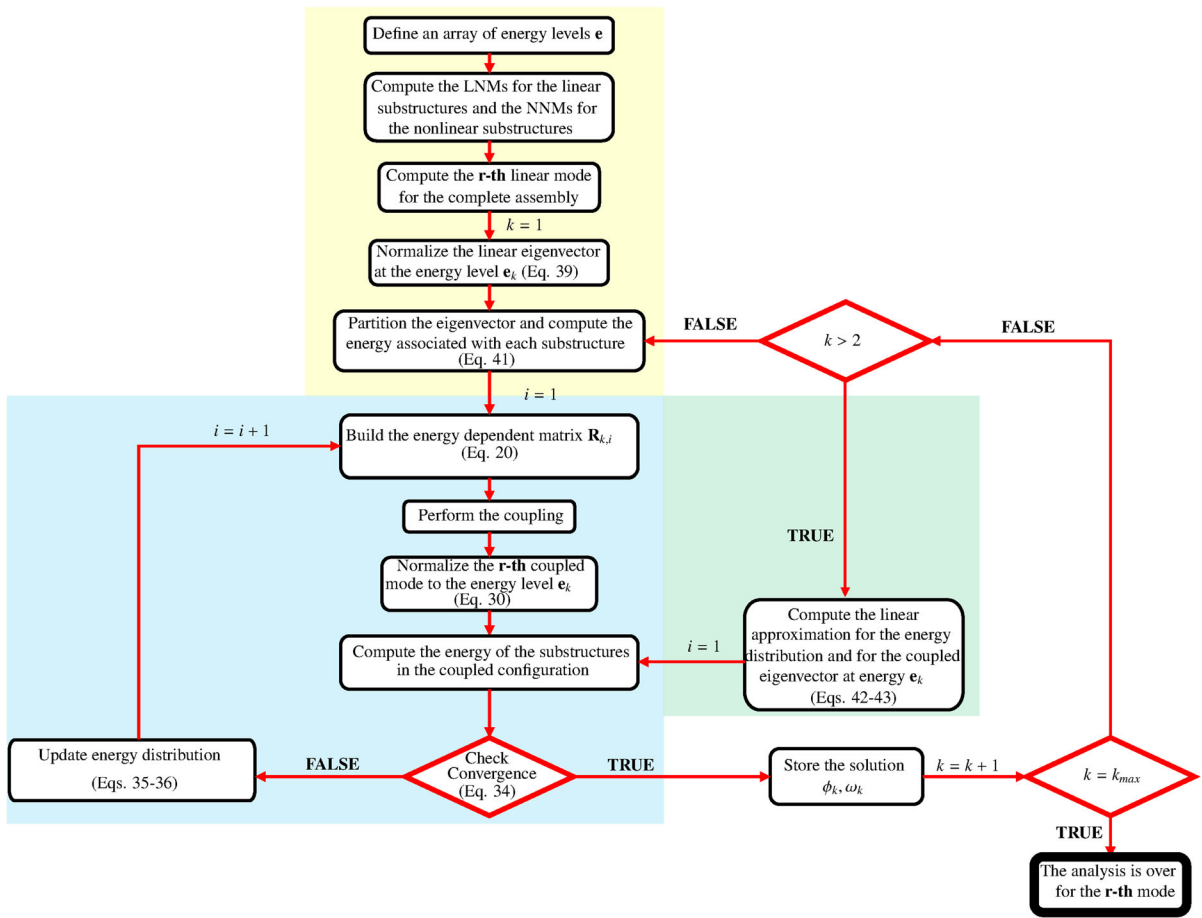 Define an array of energy levels e
Compute the LNMs for the linear
substructures and the NNMs for
the nonlinear substructures
Compute the r-th linear mode
for the complete assembly
k = 1
Normalize the linear eigenvector
at the energy level e_k (Eq. 39)
Partition the eigenvector and compute the
energy associated with each substructure
(Eq. 41)
FALSE
k > 2
FALSE
i = 1
i = i + 1
Build the energy dependent matrix R_{k,i}
(Eq. 20)
Perform the coupling
TRUE
Normalize the r-th coupled
mode to the energy level e_k
(Eq. 30)
Compute the energy of the substructures
in the coupled configuration
i = 1
Compute the linear
approximation for the energy
distribution and for the coupled
eigenvector at energy e_k
(Eqs. 42-43)
Update energy distribution
(Eqs. 35-36)
FALSE
Check
Convergence
(Eq. 34)
TRUE
Store the solution
ϕ_k, ω_k
k = k + 1
k = k_{max}
TRUE
The analysis is over
for the r-th mode